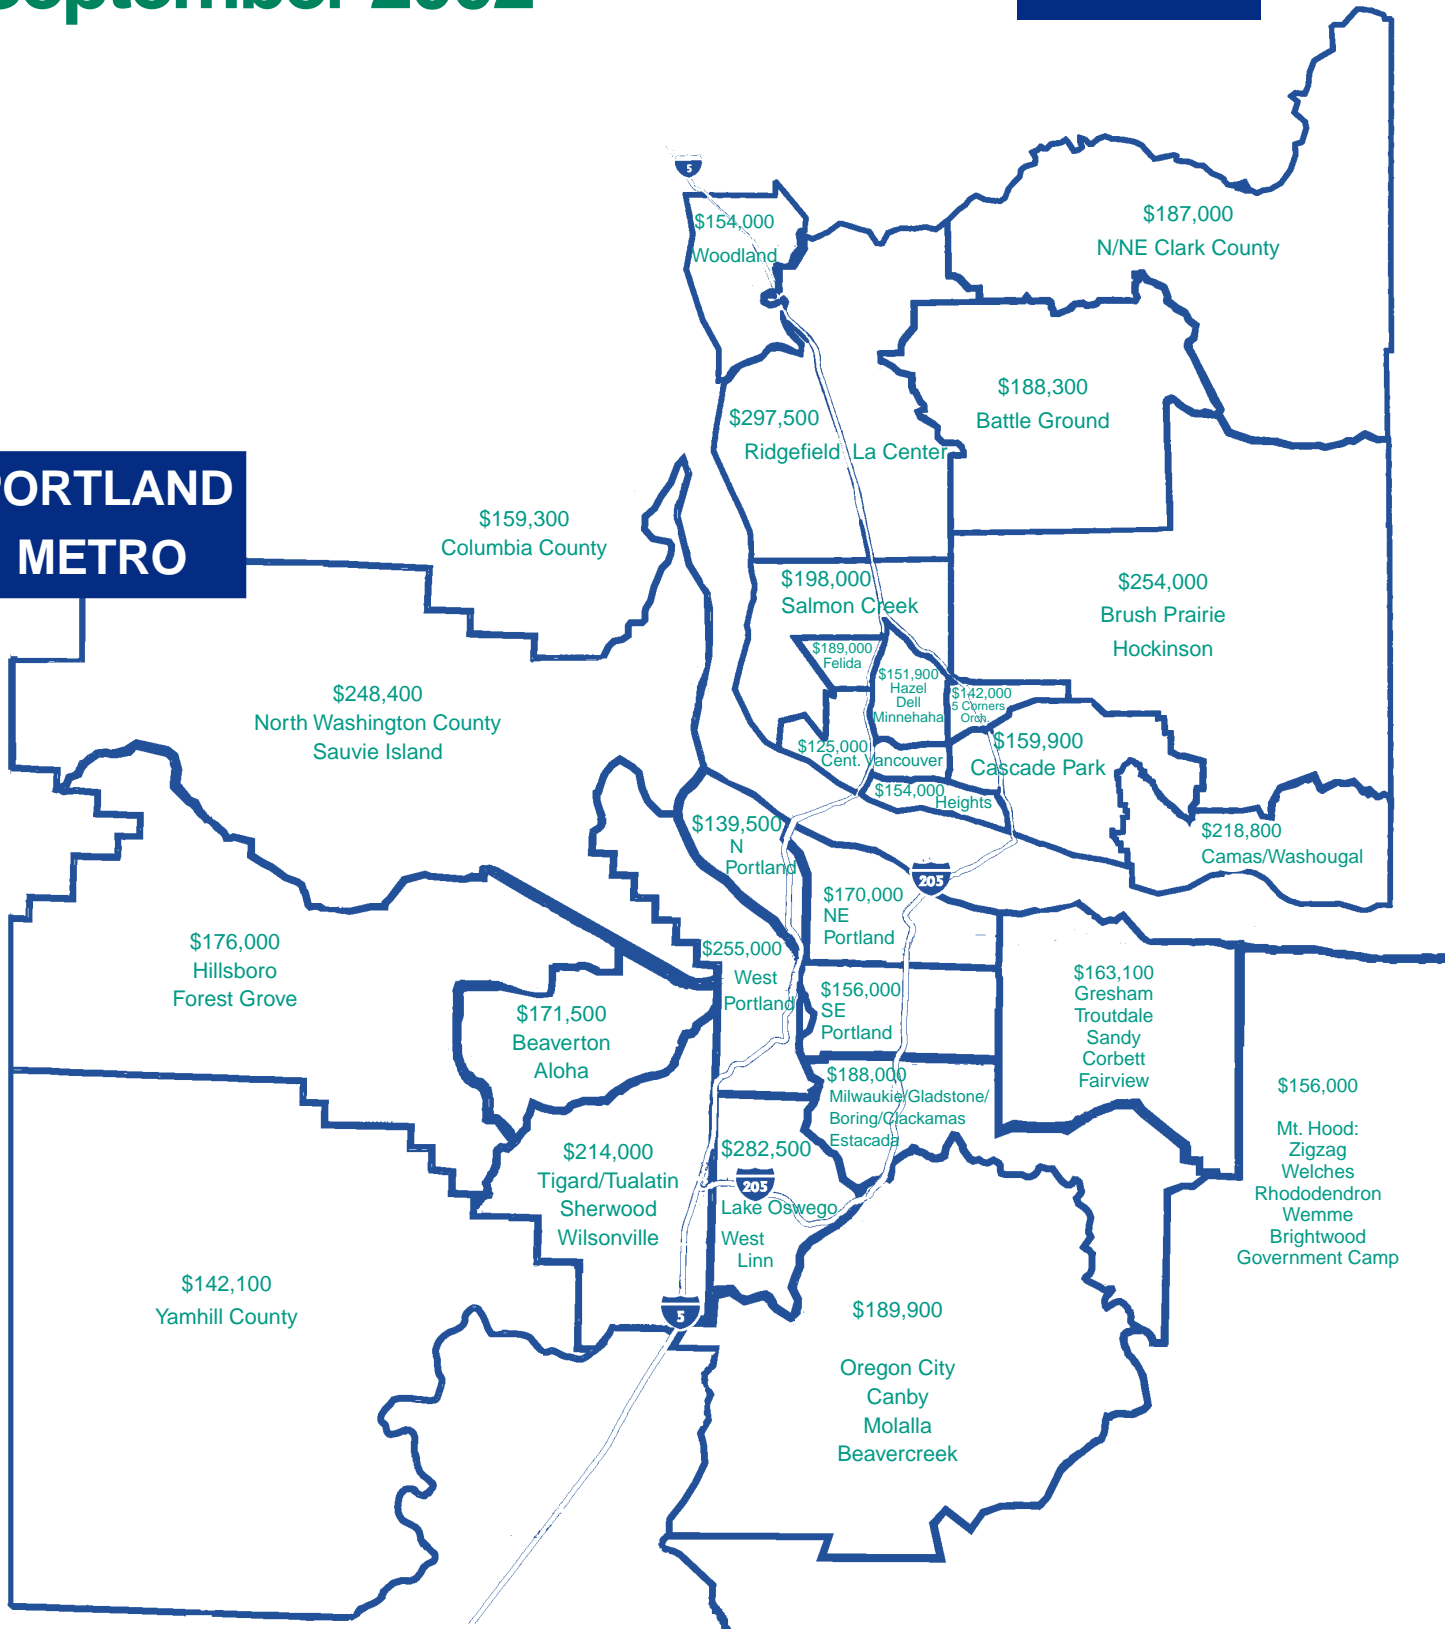 September 2002
5
$154,000
Woodland
$187,000
N/NE Clark County
$188,300
Battle Ground
$297,500
Ridgefield La Center
PORTLAND
METRO
$159,300
Columbia County
$198,000
Salmon Creek
$254,000
Brush Prairie
Hockinson
$189,000
Felida
$151,900
Hazel
Dell
Minnehaha
$142,000
5 Corners
Orch.
$248,400
North Washington County
Sauvie Island
$125,000
Cent. Vancouver
$159,900
Cascade Park
$154,000
Heights
$139,500
N
Portland
$218,800
Camas/Washougal
205
$170,000
NE
Portland
$176,000
Hillsboro
Forest Grove
$255,000
West
Portland
$156,000
SE
Portland
$163,100
Gresham
Troutdale
Sandy
Corbett
Fairview
$171,500
Beaverton
Aloha
$188,000
Milwaukie/Gladstone/
Boring/Clackamas
Estacada
$156,000
Mt. Hood:
Zigzag
Welches
Rhododendron
Wemme
Brightwood
Government Camp
$214,000
Tigard/Tualatin
Sherwood
Wilsonville
$282,500
205
Lake Oswego
West
Linn
$142,100
Yamhill County
5
$189,900
Oregon City
Canby
Molalla
Beavercreek